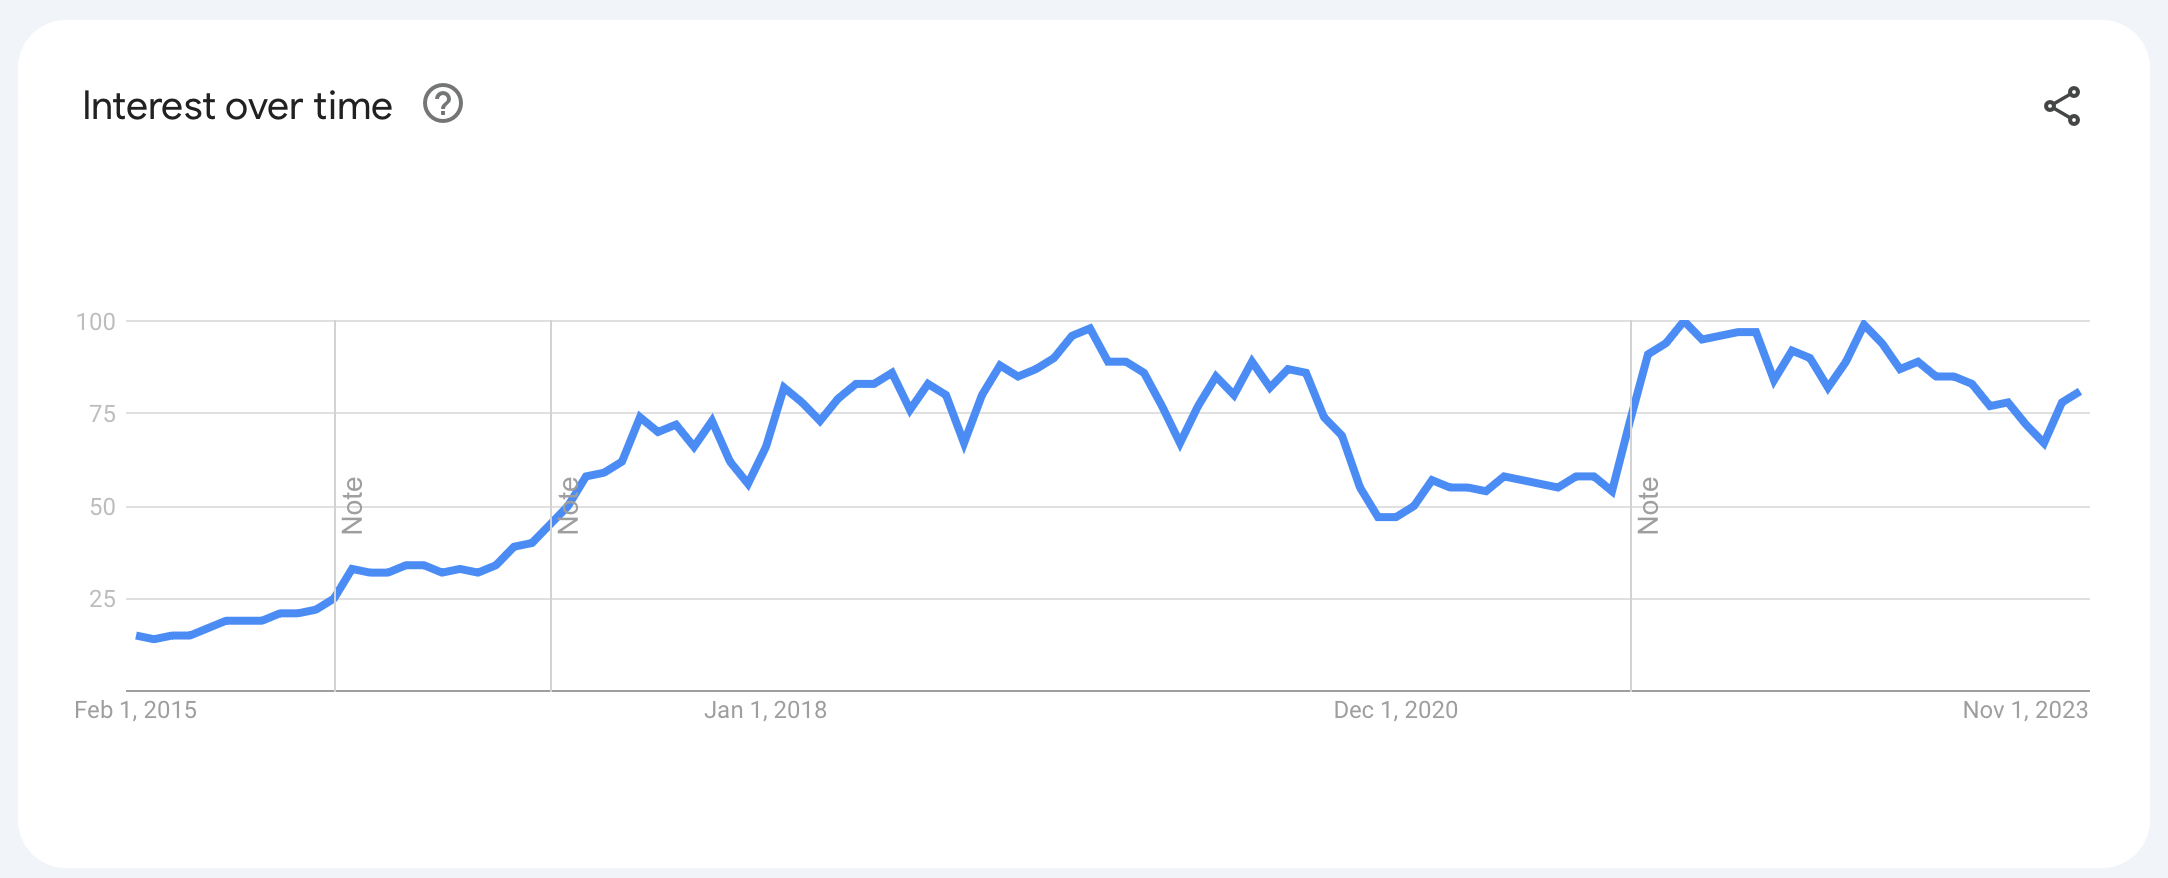 Interest over time
100
75
50
25
Note
Note
Note
Feb 1, 2015
Jan 1, 2018
Dec 1, 2020
Nov 1, 2023